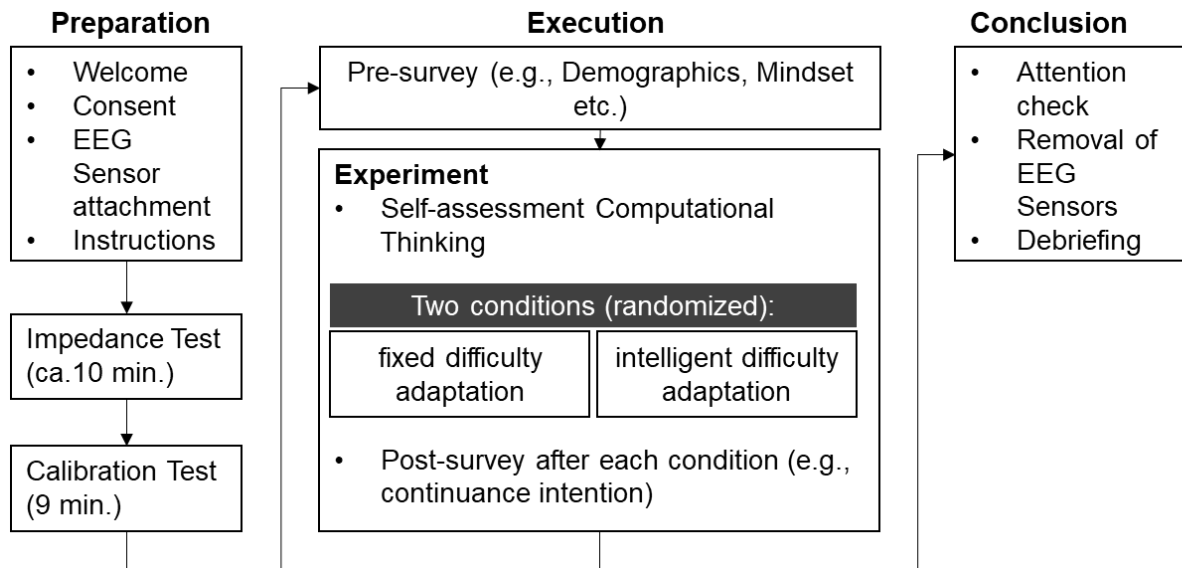 Preparation
• Welcome
• Consent
• EEG
Sensor
attachment
• Instructions
Impedance Test
(ca.10 min.)
Calibration Test
(9 min.)
Execution
Pre-survey (e.g., Demographics, Mindset
etc.)
Experiment
• Self-assessment Computational
Thinking
Two conditions (randomized):
fixed difficulty
adaptation
intelligent difficulty
adaptation
• Post-survey after each condition (e.g.,
continuance intention)
Conclusion
• Attention
check
• Removal of
EEG
Sensors
• Debriefing